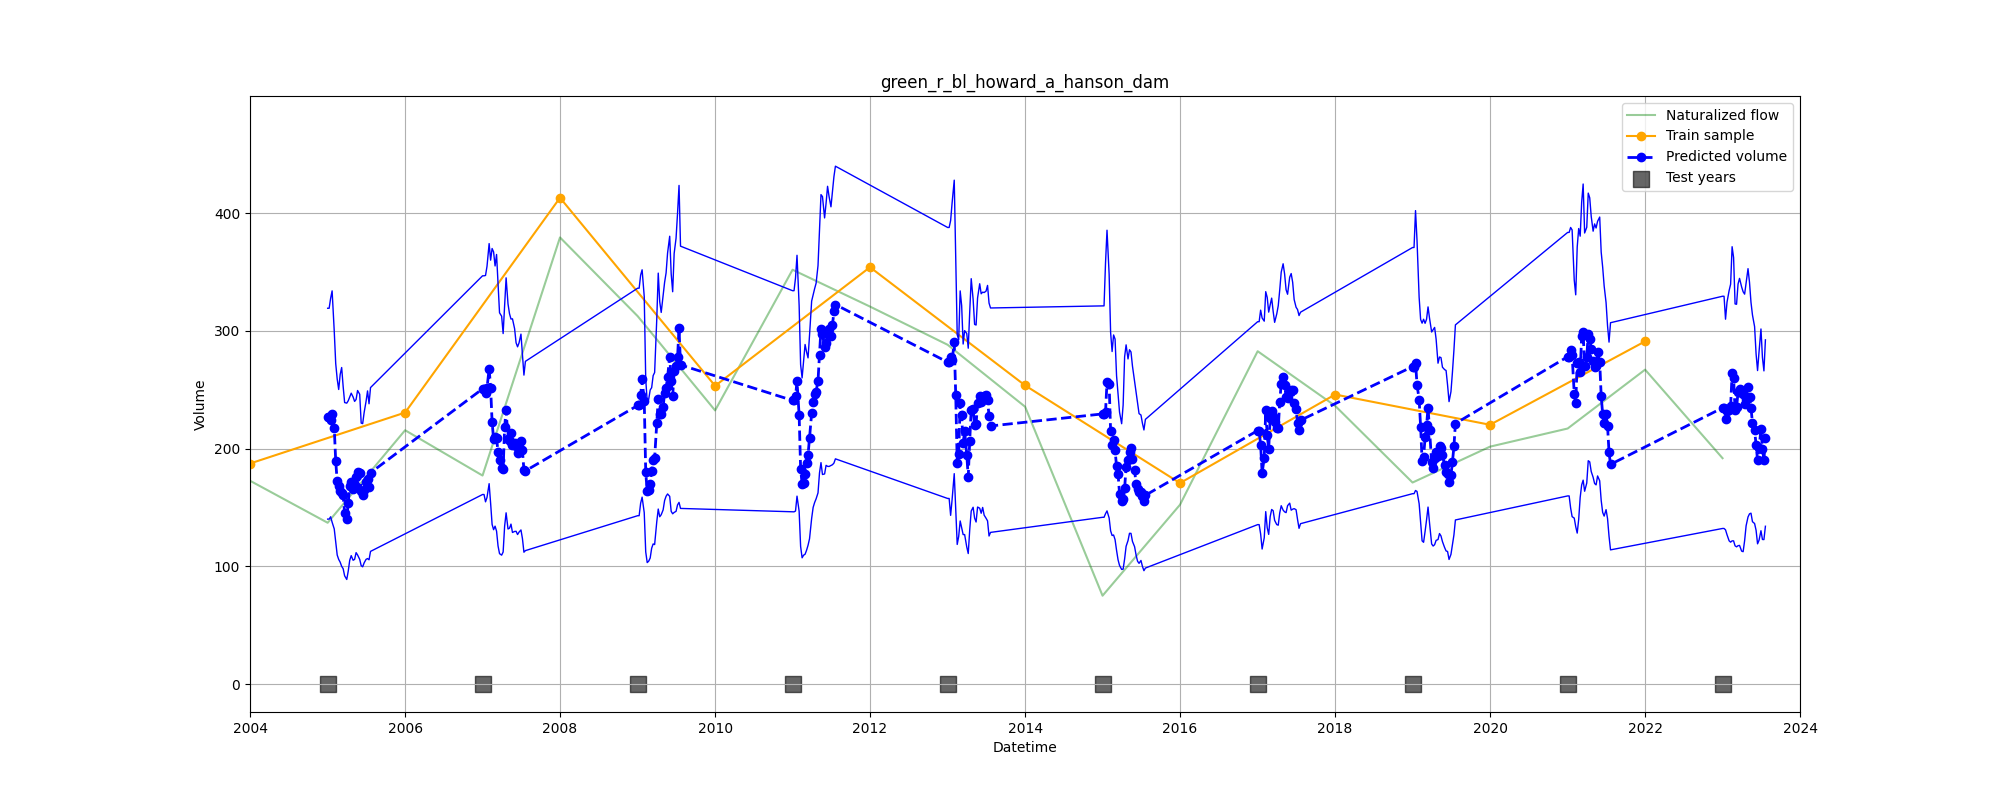 green_r_bl_howard_a_hanson_dam
Naturalized flow
Train sample
Predicted volume
Test years
Volume
400
300
200
100
0
2004 2006 2008 2010 2012 2014 2016 2018 2020 2022 2024
Datetime